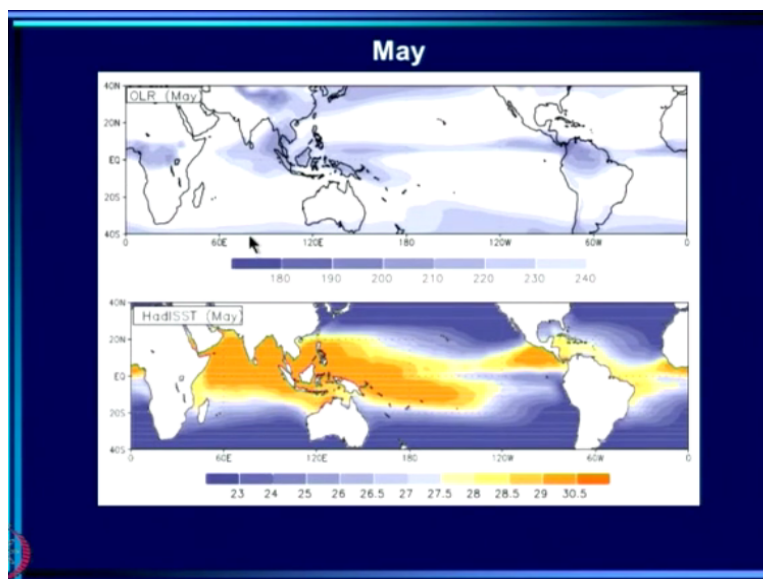 May
OLR (May
40N
20N
EQ
20S
40S
0 60E 120E 180 120W 60W 0
180 190 200 210 220 230 240
HadISST (May)
40N
20N
EQ
20S
40S
0 60E 120E 180 120W 60W 0
23 24 25 26 26.5 27 27.5 28 28.5 29 30.5